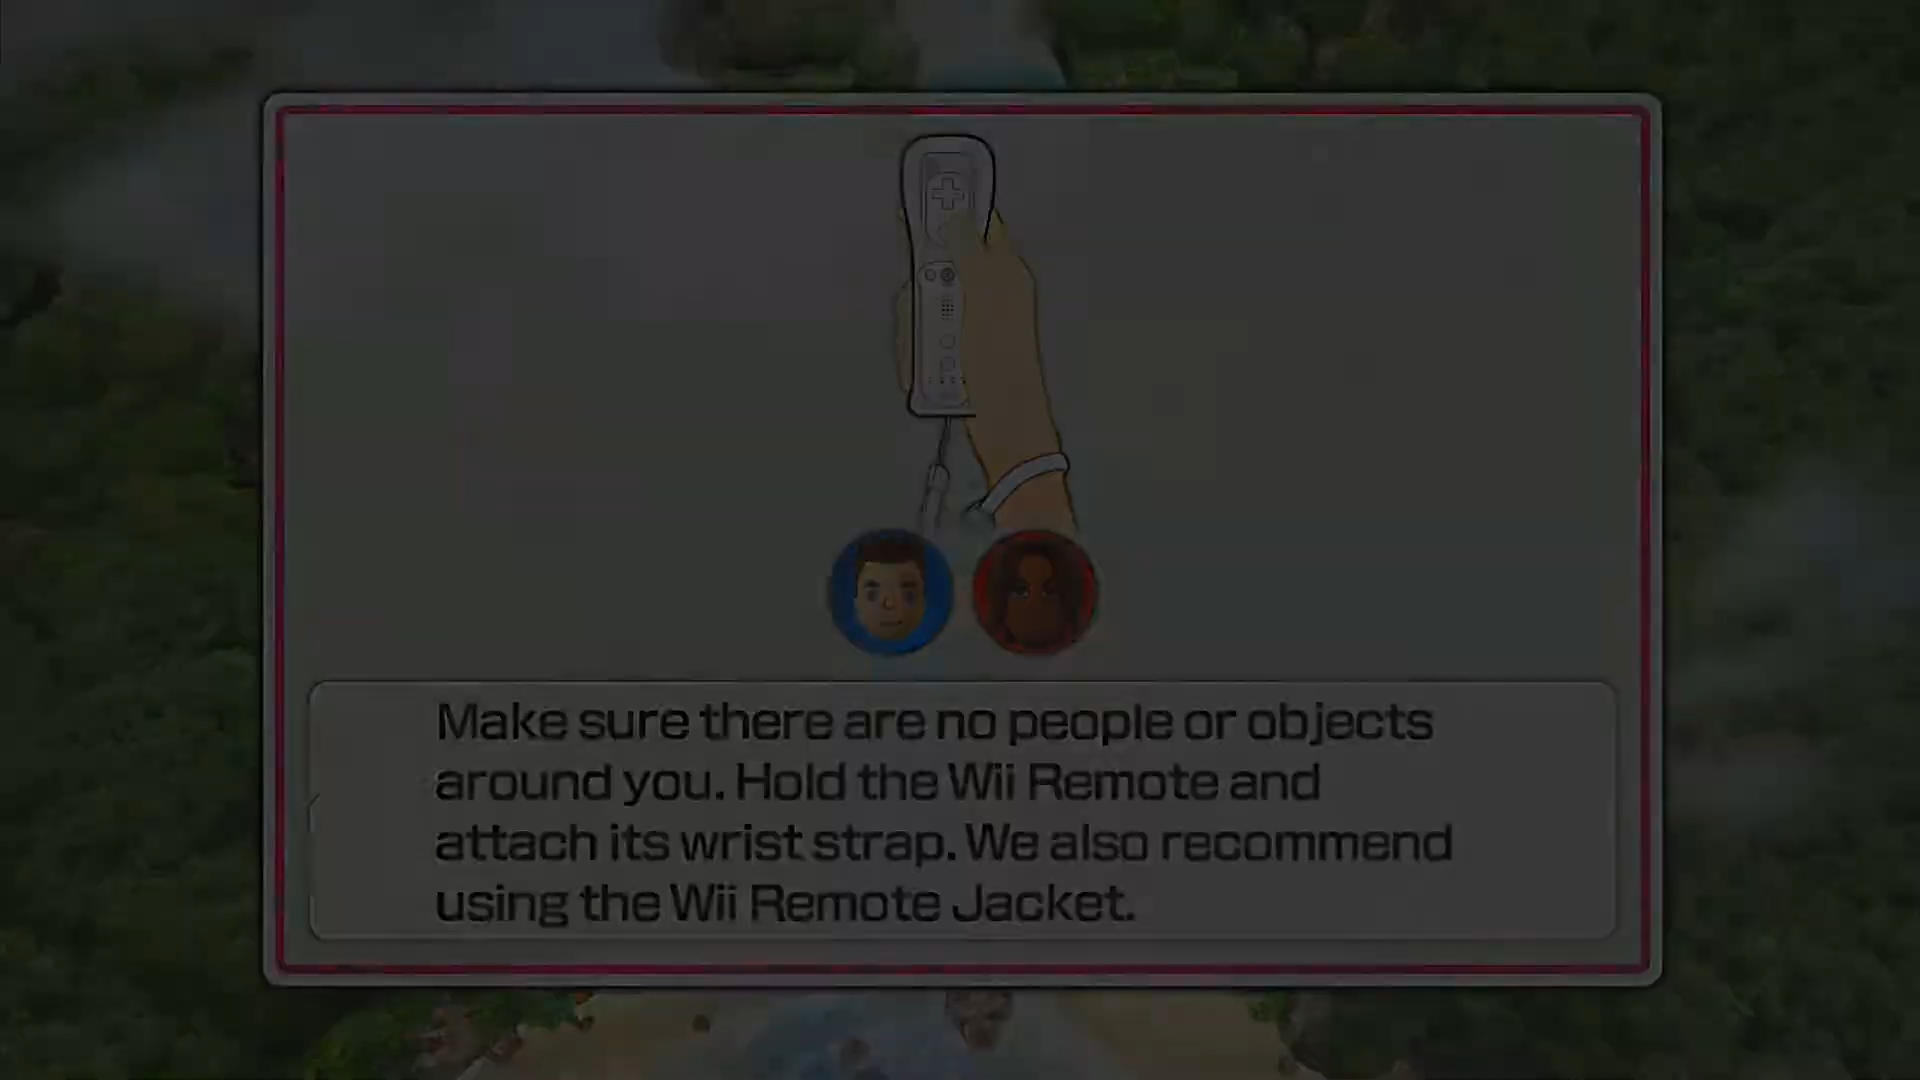 Make sure there are no people or objects
around you. Hold the Wii Remote and
attach its wrist strap. We also recommend
using the Wii Remote Jacket.